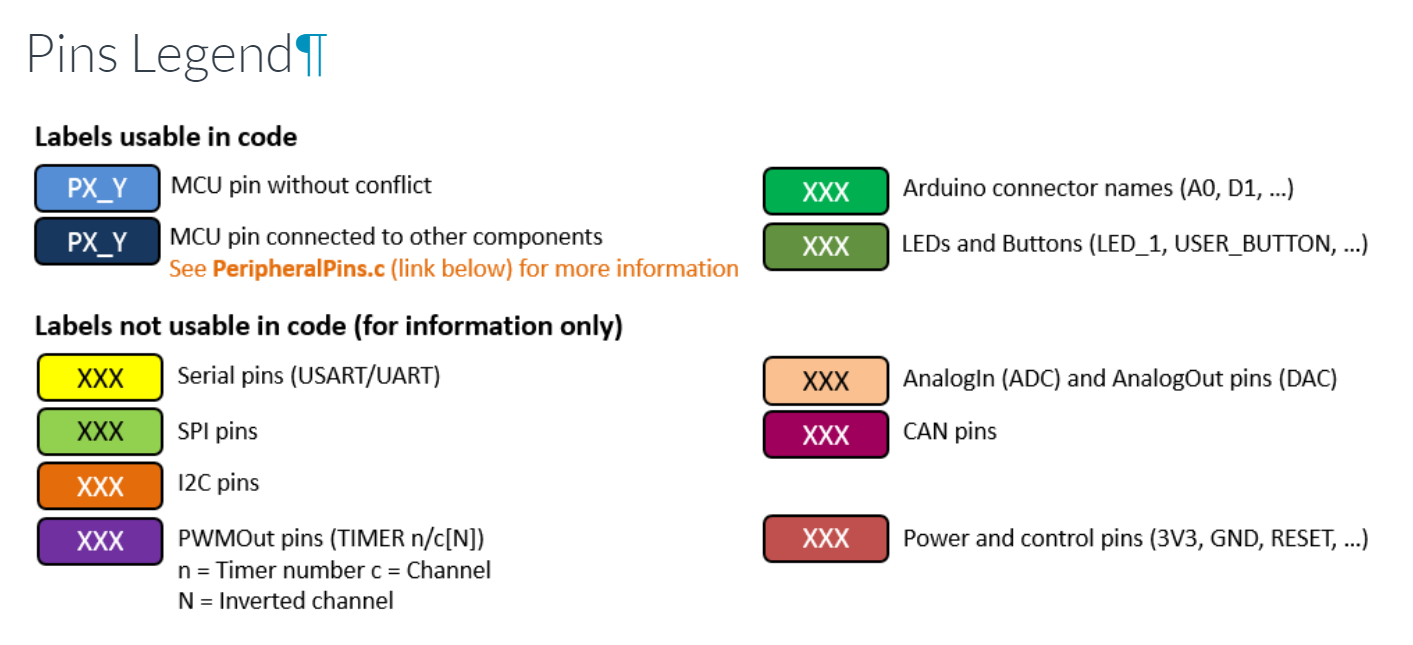 Pins Legend¶
Labels usable in code
PX_Y MCU pin without conflict
PX_Y MCU pin connected to other components
See PeripheralPins.c (link below) for more information
XXX Arduino connector names (A0, D1, ...)
XXX LEDs and Buttons (LED_1, USER_BUTTON, ...)
Labels not usable in code (for information only)
XXX Serial pins (USART/UART)
XXX SPI pins
XXX I2C pins
XXX PWMOut pins (TIMER n/c[N])
n = Timer number c = Channel
N = Inverted channel
XXX AnalogIn (ADC) and AnalogOut pins (DAC)
XXX CAN pins
XXX Power and control pins (3V3, GND, RESET, ...)